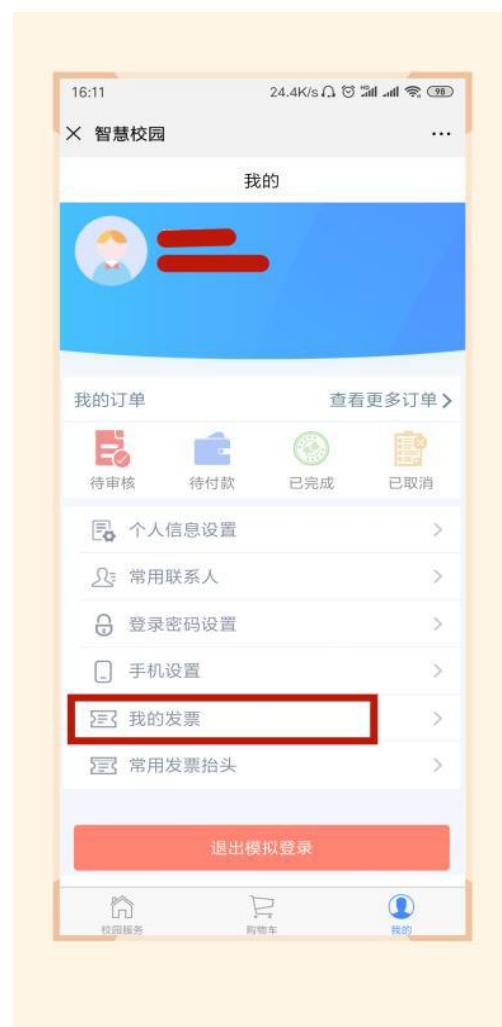 16:11 24.4K/s 98
智慧校园
我的
我的订单 查看更多订单
待审核 待付款 已完成 已取消
个人信息设置
常用联系人
登录密码设置
手机设置
我的发票
常用发票抬头
退出模拟登录
校园服务 购物车 我的